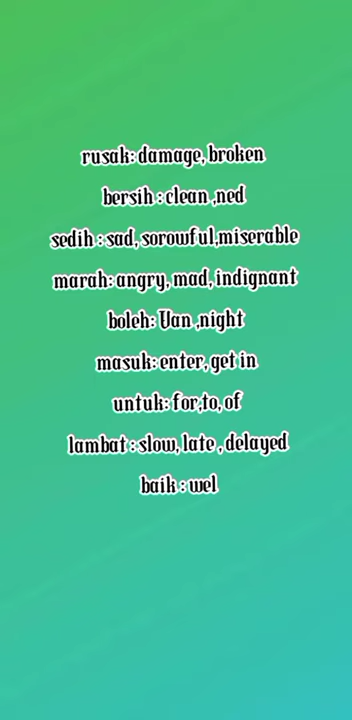 rusak: damage, broken
bersih : clean ,ned
sedih : sad, sorowful,miserable
marah: angry, mad, indignant
boleh: Uan ,night
masuk: enter, get in
untuk: for,to, of
lambat : slow, late , delayed
baik : wel